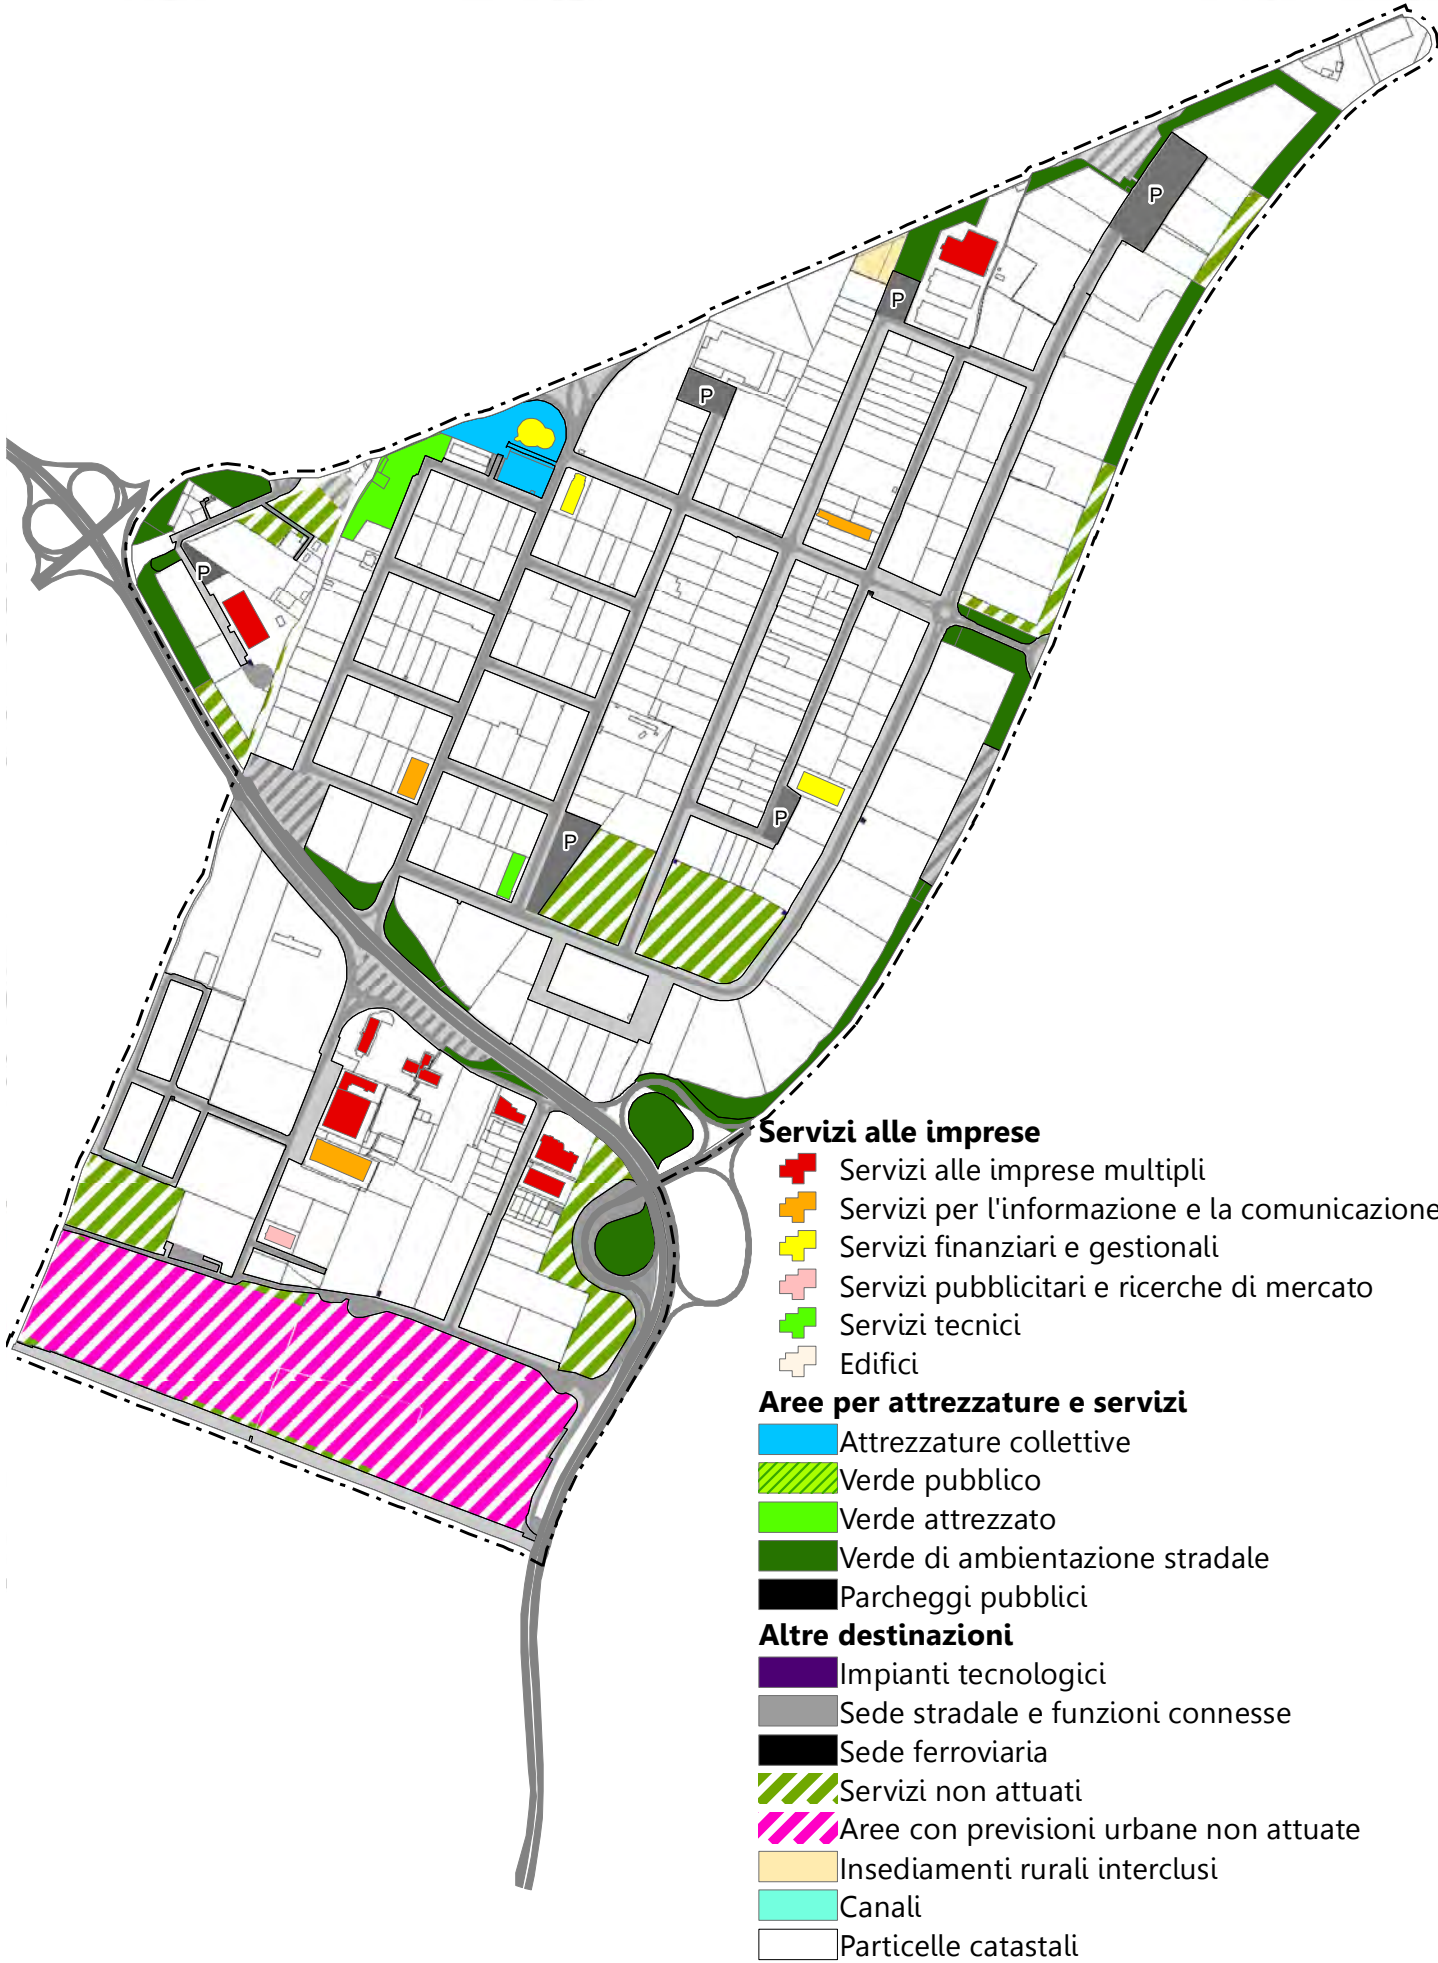 P
P
P
P
P
P
Servizi alle imprese
Servizi alle imprese multipli
Servizi per l'informazione e la comunicazione
Servizi finanziari e gestionali
Servizi pubblicitari e ricerche di mercato
Servizi tecnici
Edifici
Aree per attrezzature e servizi
Attrezzature collettive
Verde pubblico
Verde attrezzato
Verde di ambientazione stradale
Parcheggi pubblici
Altre destinazioni
Impianti tecnologici
Sede stradale e funzioni connesse
Sede ferroviaria
Servizi non attuati
Aree con previsioni urbane non attuate
Insediamenti rurali interclusi
Canali
Particelle catastali